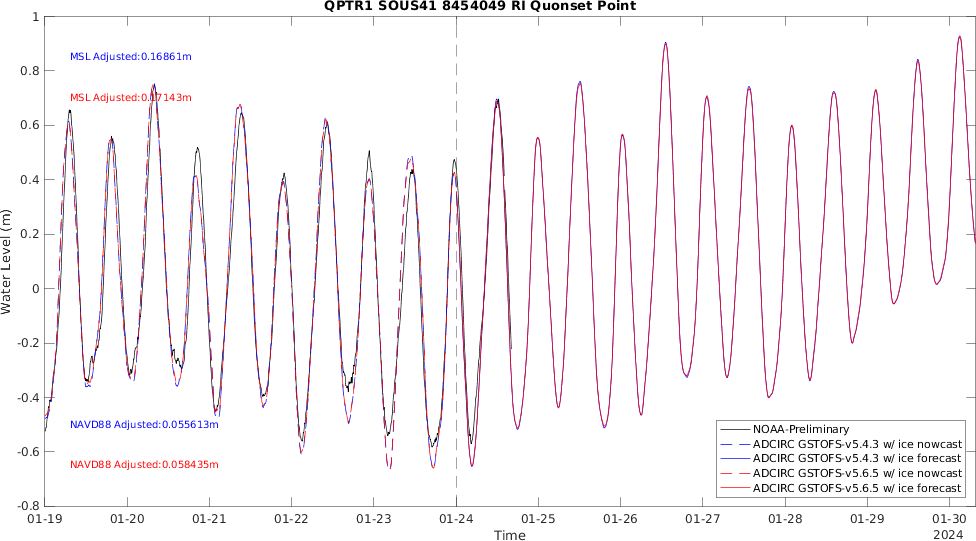 QPTR1 SOUS41 8454049 RI Quonset Point
1
0.8
0.6
0.4
0.2
0
-0.2
-0.4
-0.6
-0.8
Water Level (m)
MSL Adjusted:0.16861m
MSL Adjusted:0.17143m
NAVD88 Adjusted:0.055613m
NAVD88 Adjusted:0.058435m
NOAA-Preliminary
ADCIRC GSTOFS-v5.4.3 w/ ice nowcast
ADCIRC GSTOFS-v5.4.3 w/ ice forecast
ADCIRC GSTOFS-v5.6.5 w/ ice nowcast
ADCIRC GSTOFS-v5.6.5 w/ ice forecast
01-19 01-20 01-21 01-22 01-23 01-24 01-25 01-26 01-27 01-28 01-29 01-30
Time
2024